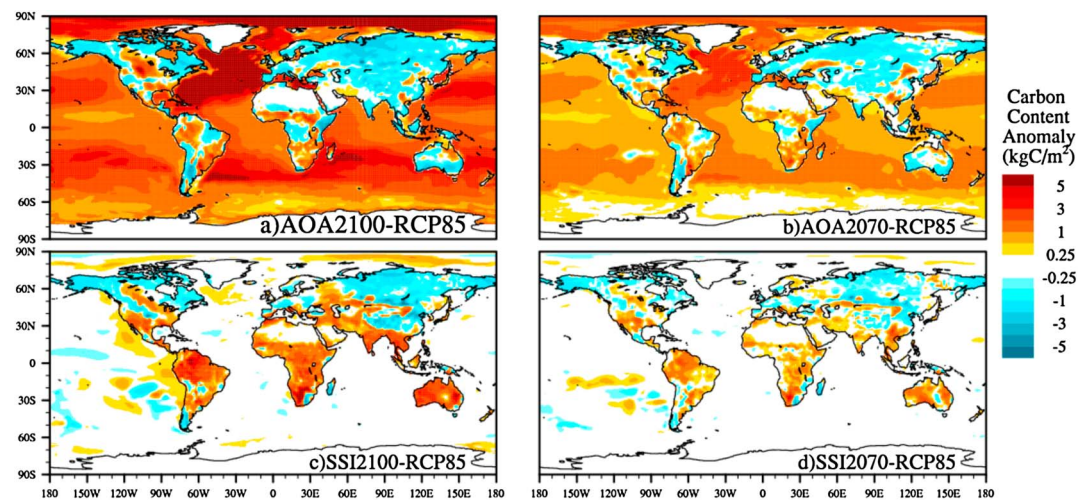 90N
60N
30N
0
30S
60S
90S
a)AOA2100-RCP85
b)AOA2070-RCP85
90N
60N
30N
0
30S
60S
90S
c)SSI2100-RCP85
d)SSI2070-RCP85
180 150W 120W 90W 60W 30W 0 30E 60E 90E 120E 150E 180
180 150W 120W 90W 60W 30W 0 30E 60E 90E 120E 150E 180
Carbon
Content
Anomaly
(kgC/m²)
5
3
1
0.25
-0.25
-1
-3
-5